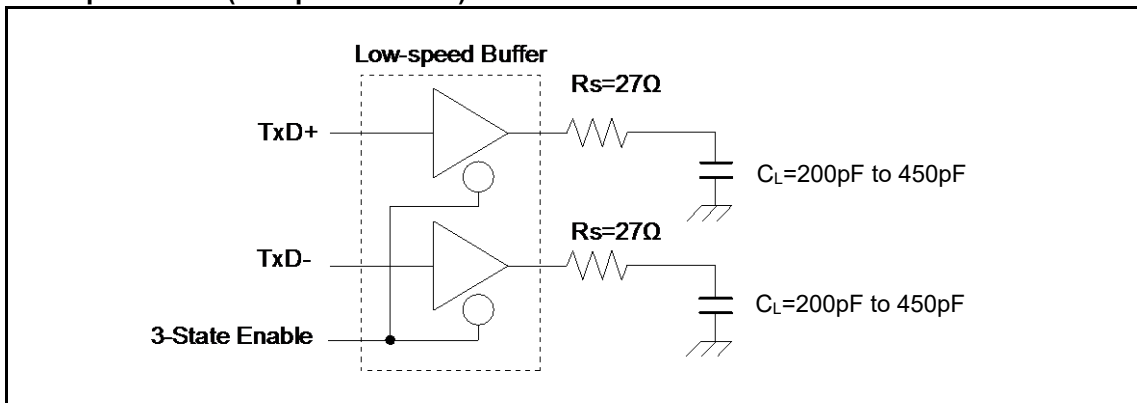 Low-speed Buffer
Rs=27Ω
TxD+
CL=200pF to 450pF
Rs=27Ω
TxD-
CL=200pF to 450pF
3-State Enable